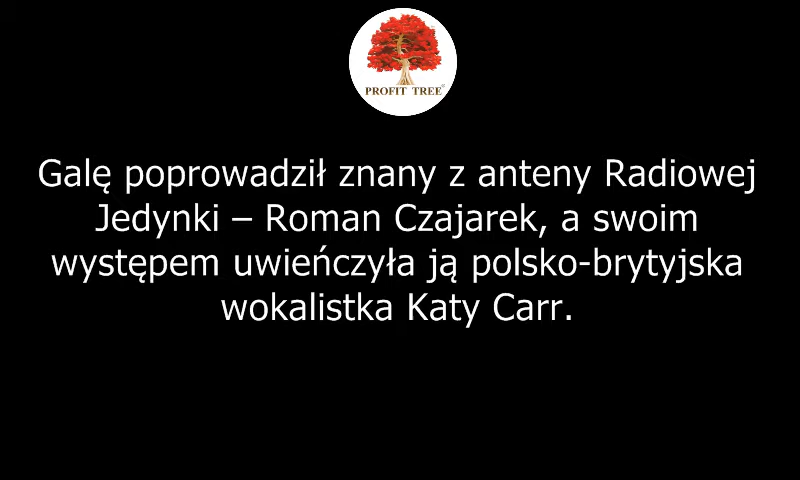 PROFIT TREE®
Galę poprowadził znany z anteny Radiowej
Jedynki – Roman Czajarek, a swoim
występem uwieńczyła ją polsko-brytyjska
wokalistka Katy Carr.